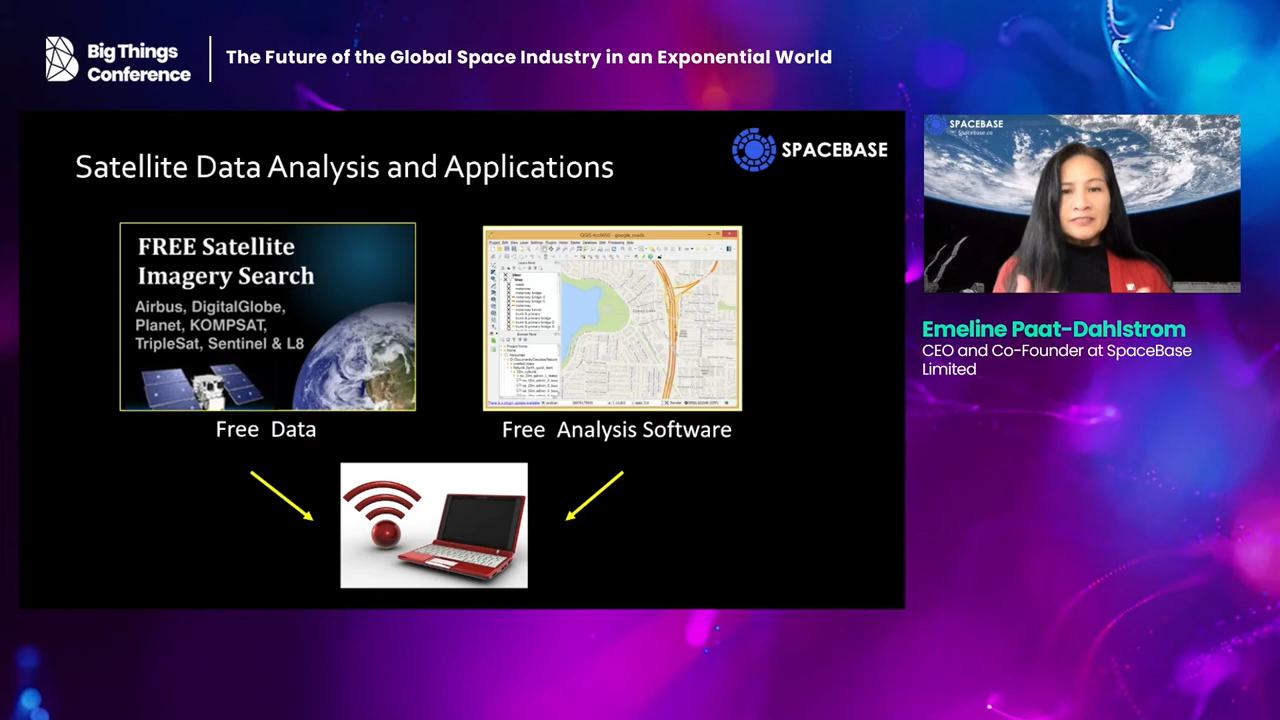 Big Things
Conference
The Future of the Global Space Industry in an Exponential World
SPACEBASE
Satellite Data Analysis and Applications
FREE Satellite
Imagery Search
Airbus, DigitalGlobe,
Planet, KOMPSAT,
TripleSat, Sentinel & L8
Free Data
Free Analysis Software
SPACEBASE
Spacebase.co
Emeline Paat-Dahlstrom
CEO and Co-Founder at SpaceBase
Limited